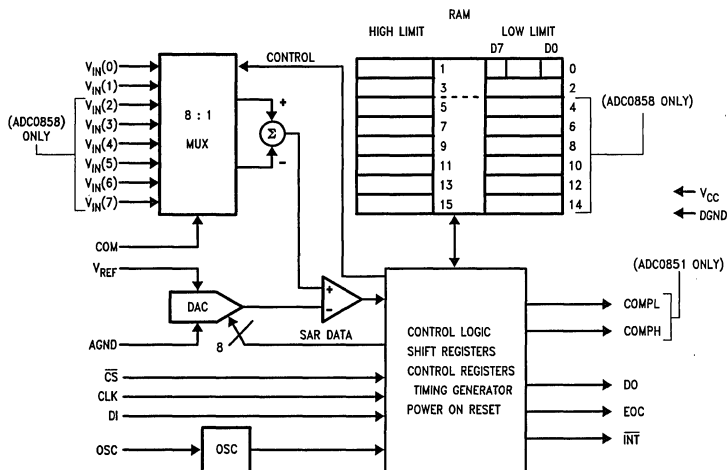 RAM
HIGH LIMIT
LOW LIMIT
D7
D0
1
0
3
2
5
4
7
6
9
8
11
10
13
12
15
14
(ADC0858 ONLY)
V_CC
DGND
CONTROL
V_IN(0)
V_IN(1)
V_IN(2)
V_IN(3)
V_IN(4)
V_IN(5)
V_IN(6)
V_IN(7)
(ADC0858)
ONLY
8 : 1
MUX
+
Σ
-
COM
V_REF
DAC
AGND
8
SAR DATA
+
-
(ADC0851 ONLY)
CONTROL LOGIC
SHIFT REGISTERS
CONTROL REGISTERS
TIMING GENERATOR
POWER ON RESET
COMPL
COMPH
DO
EOC
I̅N̅T̅
C̅S̅
CLK
DI
OSC
OSC